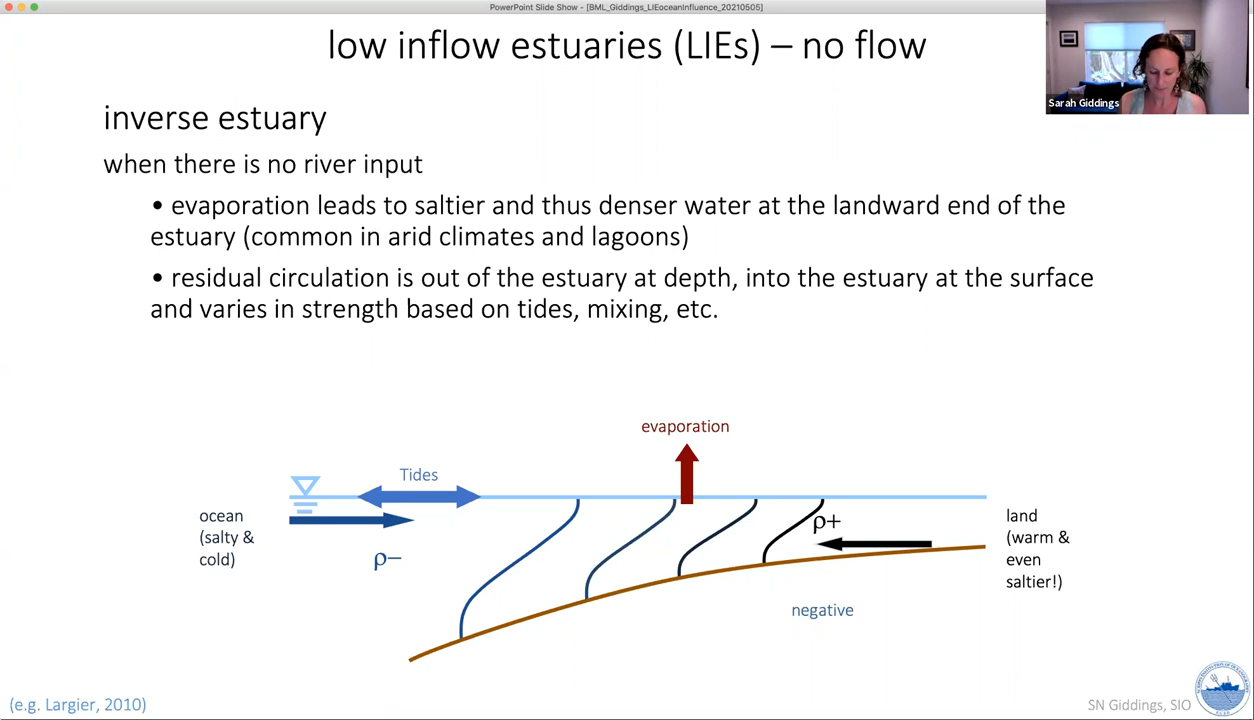 PowerPoint Slide Show - [BML_Giddings_LIEoceanInfluence_20210505]
low inflow estuaries (LIEs) – no flow
Sarah Giddings
inverse estuary
when there is no river input
• evaporation leads to saltier and thus denser water at the landward end of the
estuary (common in arid climates and lagoons)
• residual circulation is out of the estuary at depth, into the estuary at the surface
and varies in strength based on tides, mixing, etc.
evaporation
Tides
ocean
(salty &
cold)
ρ−
ρ+
land
(warm &
even
saltier!)
negative
(e.g. Largier, 2010)
SN Giddings, SIO